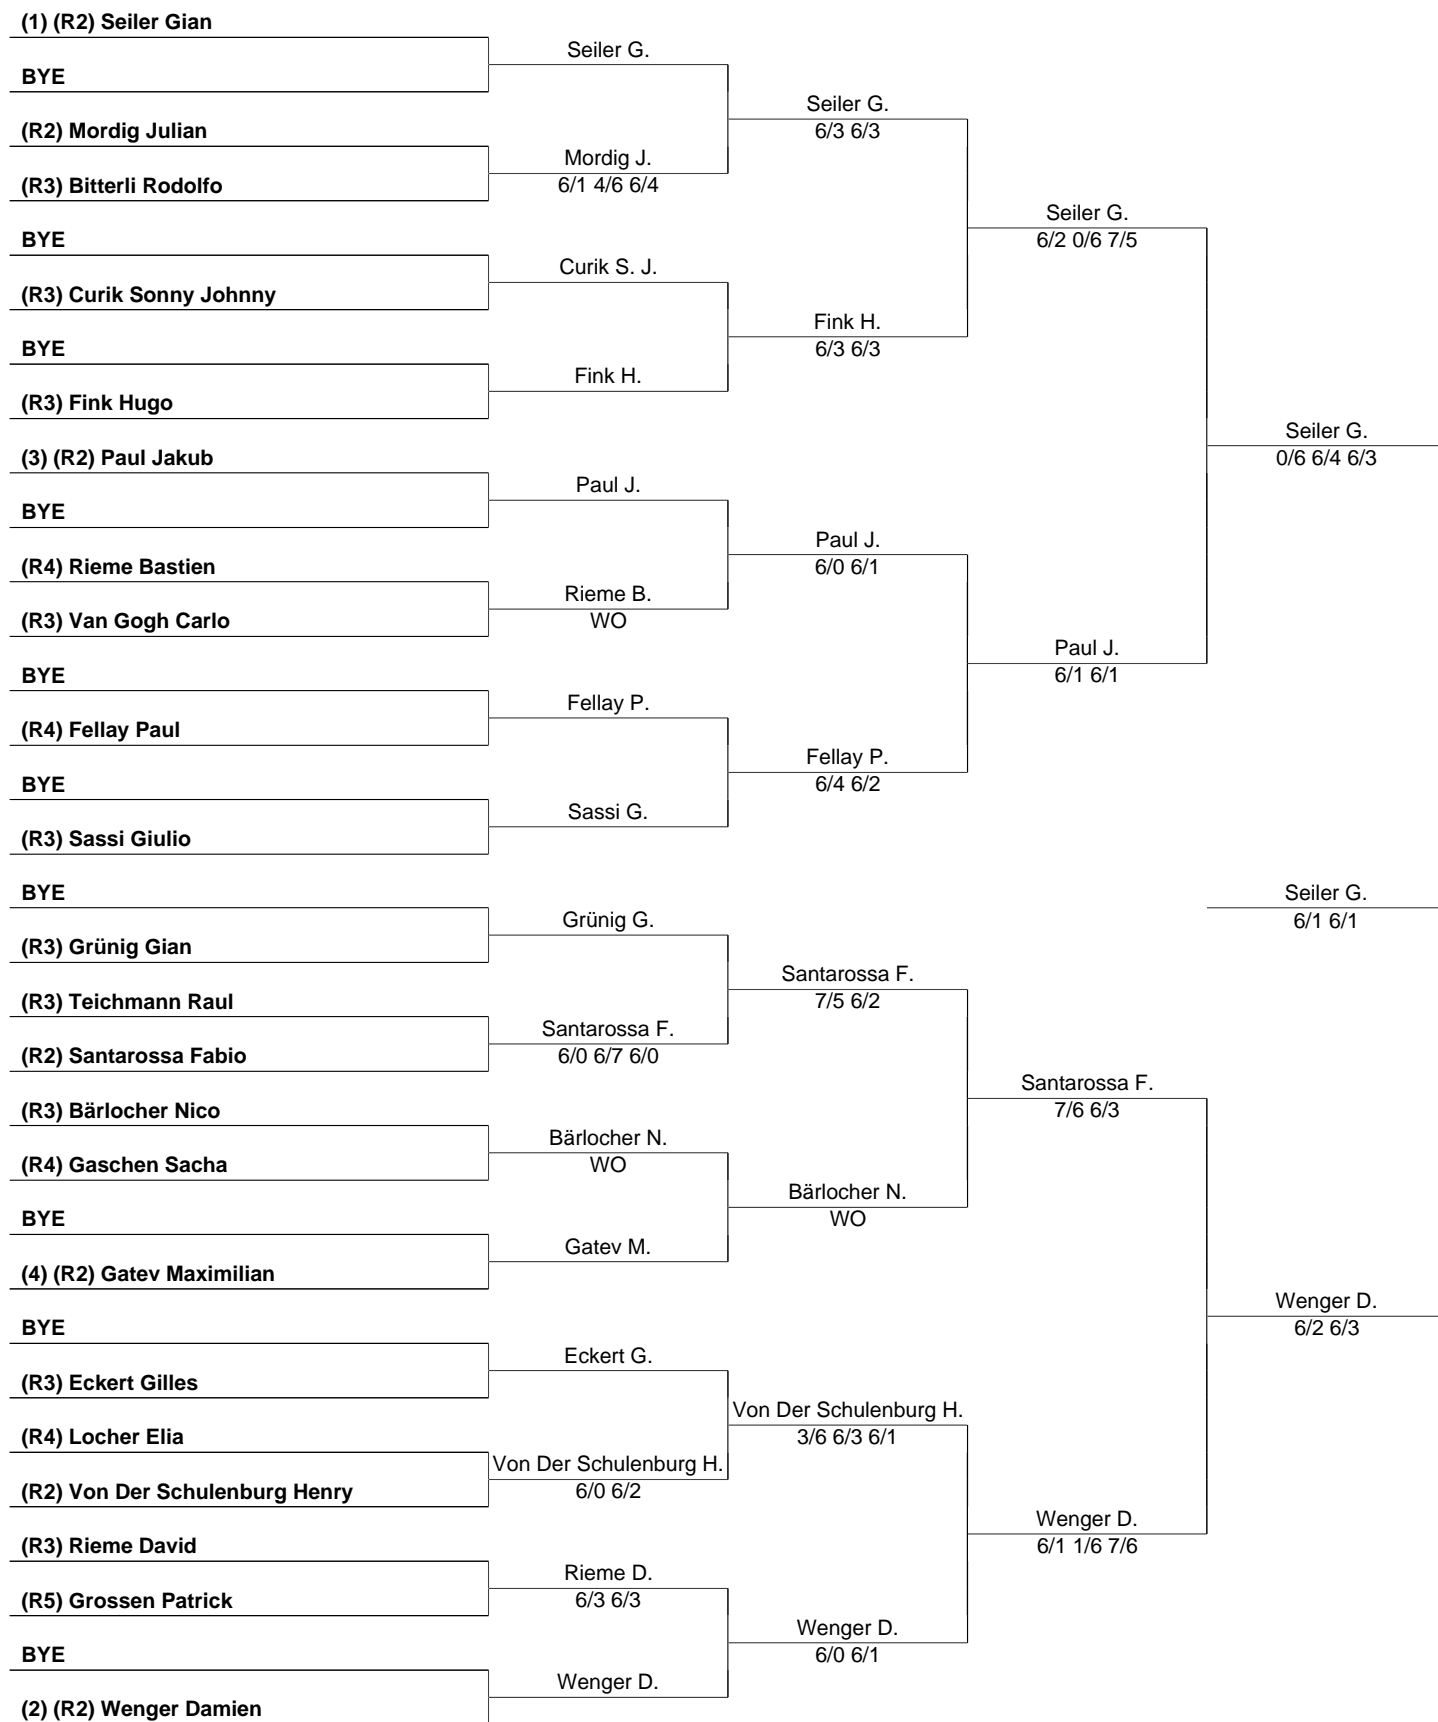 (1) (R2) Seiler Gian
BYE
(R2) Mordig Julian
(R3) Bitterli Rodolfo
BYE
(R3) Curik Sonny Johnny
BYE
(R3) Fink Hugo
(3) (R2) Paul Jakub
BYE
(R4) Rieme Bastien
(R3) Van Gogh Carlo
BYE
(R4) Fellay Paul
BYE
(R3) Sassi Giulio
BYE
(R3) Grünig Gian
(R3) Teichmann Raul
(R2) Santarossa Fabio
(R3) Bärlocher Nico
(R4) Gaschen Sacha
BYE
(4) (R2) Gatev Maximilian
BYE
(R3) Eckert Gilles
(R4) Locher Elia
(R2) Von Der Schulenburg Henry
(R3) Rieme David
(R5) Grossen Patrick
BYE
(2) (R2) Wenger Damien
Seiler G.
Mordig J.
6/1 4/6 6/4
Curik S. J.
Fink H.
Paul J.
Rieme B.
WO
Fellay P.
Sassi G.
Grünig G.
Santarossa F.
6/0 6/7 6/0
Bärlocher N.
WO
Gatev M.
Eckert G.
Von Der Schulenburg H.
6/0 6/2
Rieme D.
6/3 6/3
Wenger D.
Seiler G.
6/3 6/3
Fink H.
6/3 6/3
Paul J.
6/0 6/1
Fellay P.
6/4 6/2
Santarossa F.
7/5 6/2
Bärlocher N.
WO
Von Der Schulenburg H.
3/6 6/3 6/1
Wenger D.
6/0 6/1
Seiler G.
6/2 0/6 7/5
Paul J.
6/1 6/1
Santarossa F.
7/6 6/3
Wenger D.
6/1 1/6 7/6
Seiler G.
0/6 6/4 6/3
Seiler G.
6/1 6/1
Wenger D.
6/2 6/3